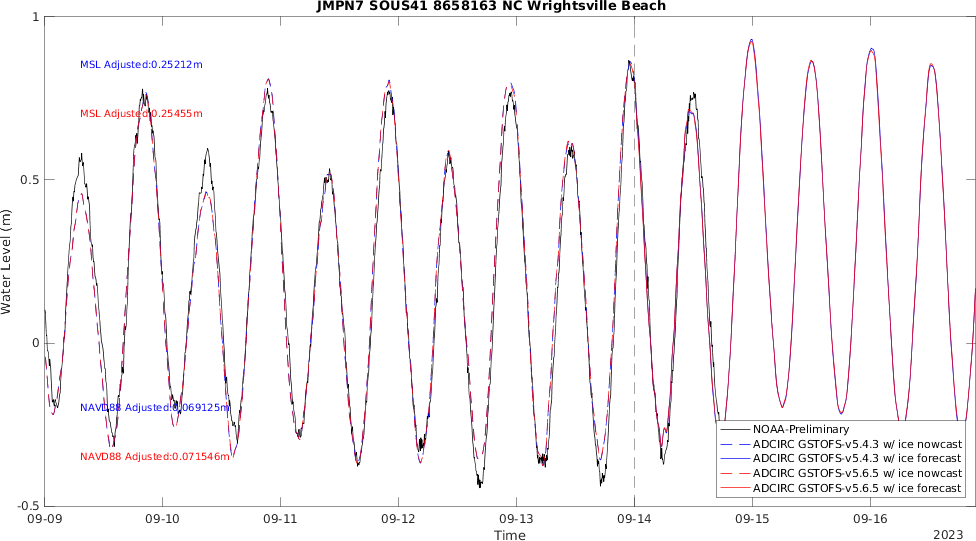 JMPN7 SOUS41 8658163 NC Wrightsville Beach
1
MSL Adjusted:0.25212m
MSL Adjusted:0.25455m
0.5
Water Level (m)
0
NAVD88 Adjusted:0.069125m
NAVD88 Adjusted:0.071546m
NOAA-Preliminary
ADCIRC GSTOFS-v5.4.3 w/ ice nowcast
ADCIRC GSTOFS-v5.4.3 w/ ice forecast
ADCIRC GSTOFS-v5.6.5 w/ ice nowcast
ADCIRC GSTOFS-v5.6.5 w/ ice forecast
-0.5
09-09 09-10 09-11 09-12 09-13 09-14 09-15 09-16
Time
2023